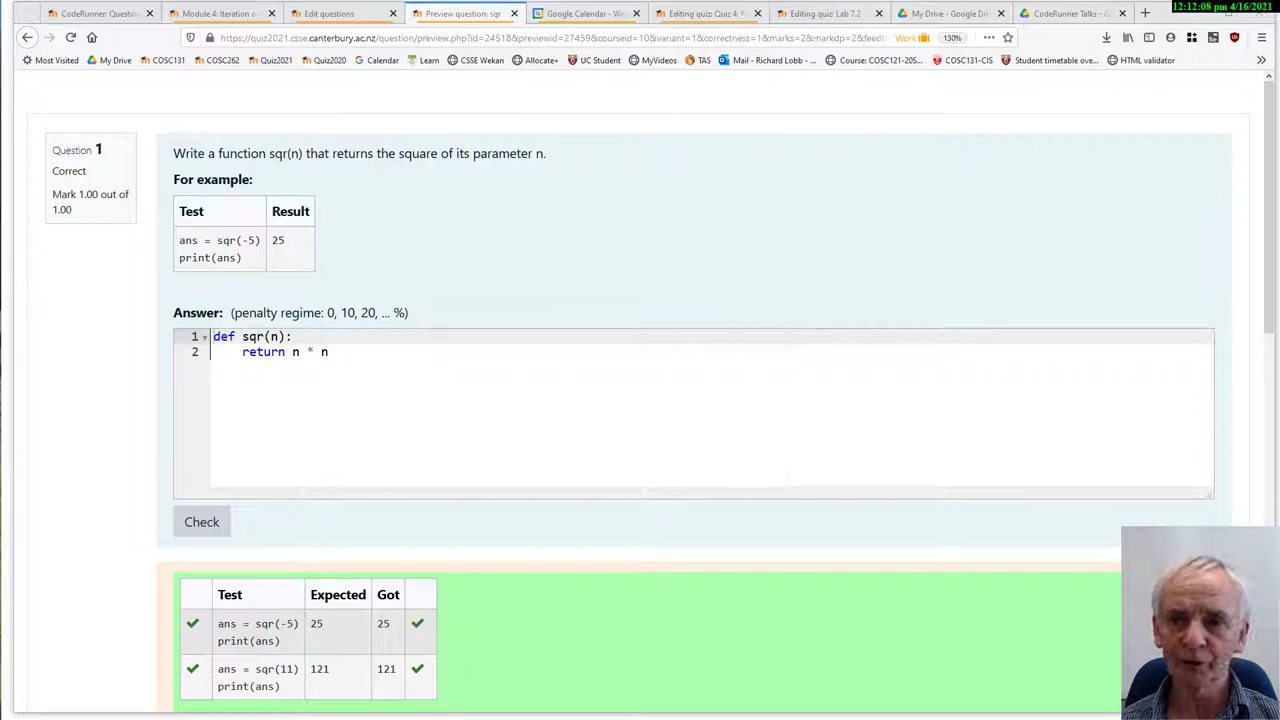 12:12:08 pm 4/16/2021
CodeRunner: Question
Module 4: Iteration o
Edit questions
Preview question: sqr
Google Calendar - We
Editing quiz: Quiz 4: F
Editing quiz: Lab 7.2
My Drive - Google Dr
CodeRunner Talks - G
https://quiz2021.csse.canterbury.ac.nz/question/preview.php?id=24518&previewid=27459&courseid=10&variant=1&correctness=1&marks=2&markdp=2&feedb
Work
130%
Most Visited
My Drive
COSC131
COSC262
Quiz2021
Quiz2020
Calendar
Learn
CSSE Wekan
Allocate+
UC Student
MyVideos
TAS
Mail - Richard Lobb - ...
Course: COSC121-20S...
COSC131-CIS
Student timetable ove...
HTML validator
Question 1
Correct
Mark 1.00 out of
1.00
Write a function sqr(n) that returns the square of its parameter n.
For example:
Test Result
ans = sqr(-5) 25
print(ans)
Answer: (penalty regime: 0, 10, 20, ... %)
1 def sqr(n):
2 return n * n
Check
Test Expected Got
ans = sqr(-5) 25 25
print(ans)
ans = sqr(11) 121 121
print(ans)